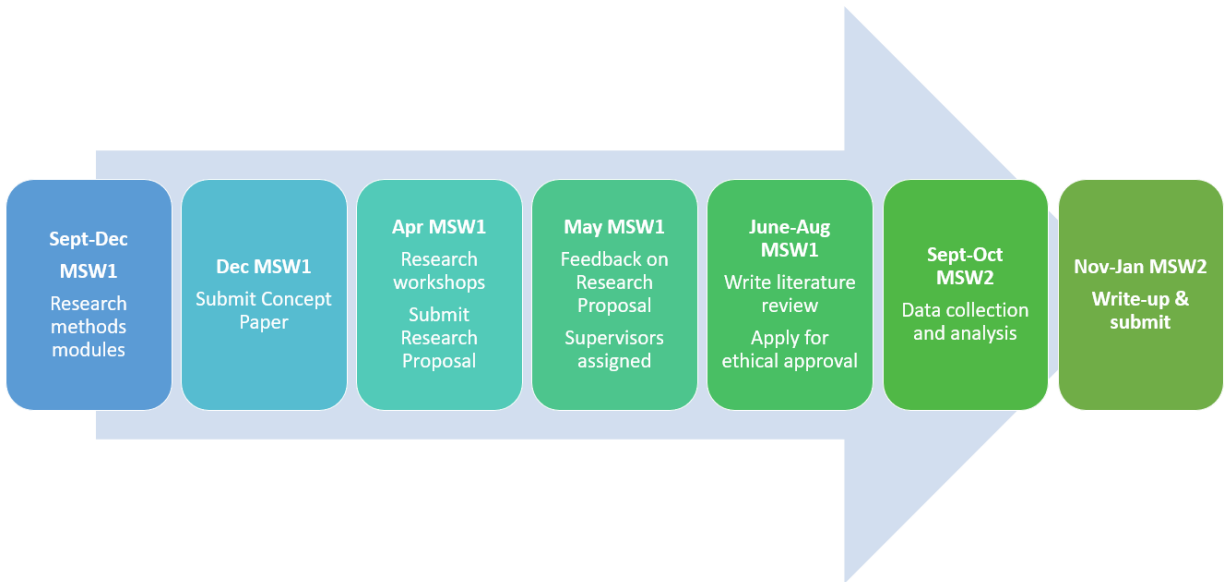 Sept-Dec
MSW1
Research
methods
modules
Dec MSW1
Submit Concept
Paper
Apr MSW1
Research
workshops
Submit
Research
Proposal
May MSW1
Feedback on
Research
Proposal
Supervisors
assigned
June-Aug
MSW1
Write literature
review
Apply for
ethical approval
Sept-Oct
MSW2
Data collection
and analysis
Nov-Jan MSW2
Write-up &
submit